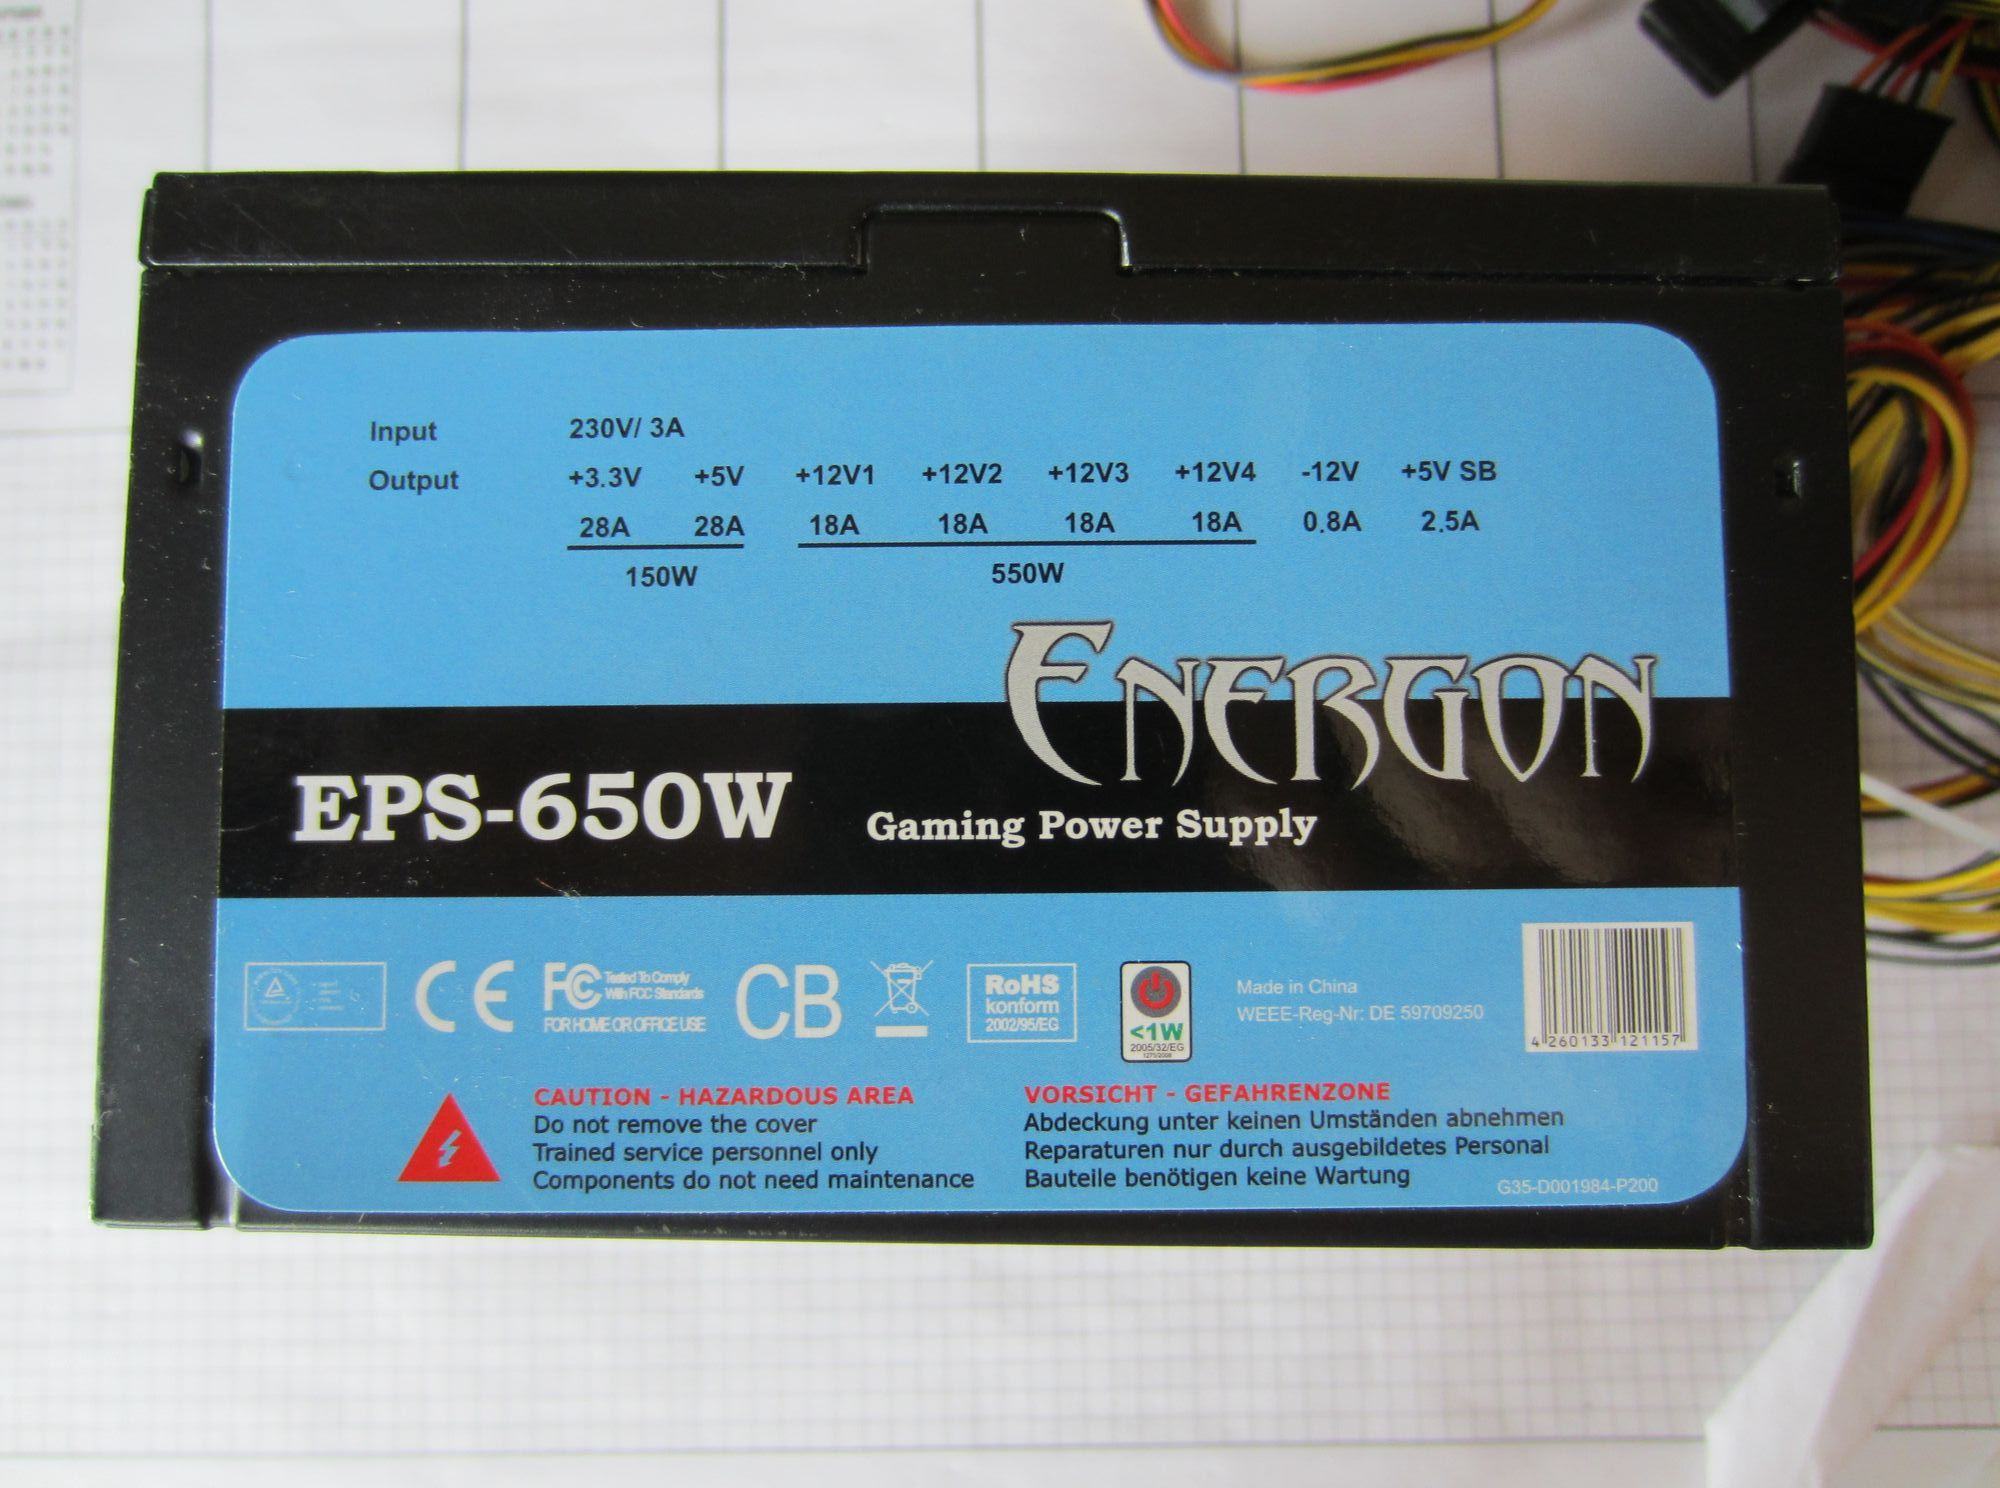 Input 230V/ 3A
Output +3.3V +5V +12V1 +12V2 +12V3 +12V4 -12V +5V SB
28A 28A 18A 18A 18A 18A 0.8A 2.5A
150W 550W
ENERGON
EPS-650W
Gaming Power Supply
CE
FC Tested To Comply
With FCC Standards
FOR HOME OR OFFICE USE
CB
RoHS
konform
2002/95/EG
<1W
2005/32/EG
1275/2008
Made in China
WEEE-Reg-Nr: DE 59709250
4 260133 121157
CAUTION - HAZARDOUS AREA
Do not remove the cover
Trained service personnel only
Components do not need maintenance
VORSICHT - GEFAHRENZONE
Abdeckung unter keinen Umständen abnehmen
Reparaturen nur durch ausgebildetes Personal
Bauteile benötigen keine Wartung
G35-D001984-P200